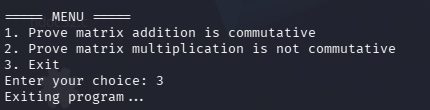 ===== MENU =====
1. Prove matrix addition is commutative
2. Prove matrix multiplication is not commutative
3. Exit
Enter your choice: 3
Exiting program...